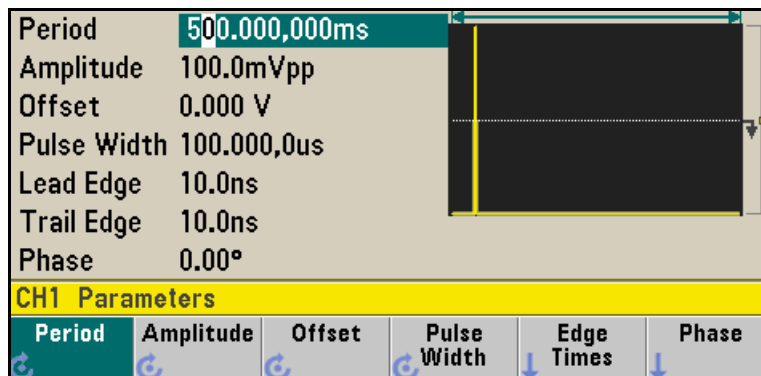 Period 500.000,000ms
Amplitude 100.0mVpp
Offset 0.000 V
Pulse Width 100.000,0us
Lead Edge 10.0ns
Trail Edge 10.0ns
Phase 0.00°
CH1 Parameters
Period Amplitude Offset Pulse Width Edge Times Phase